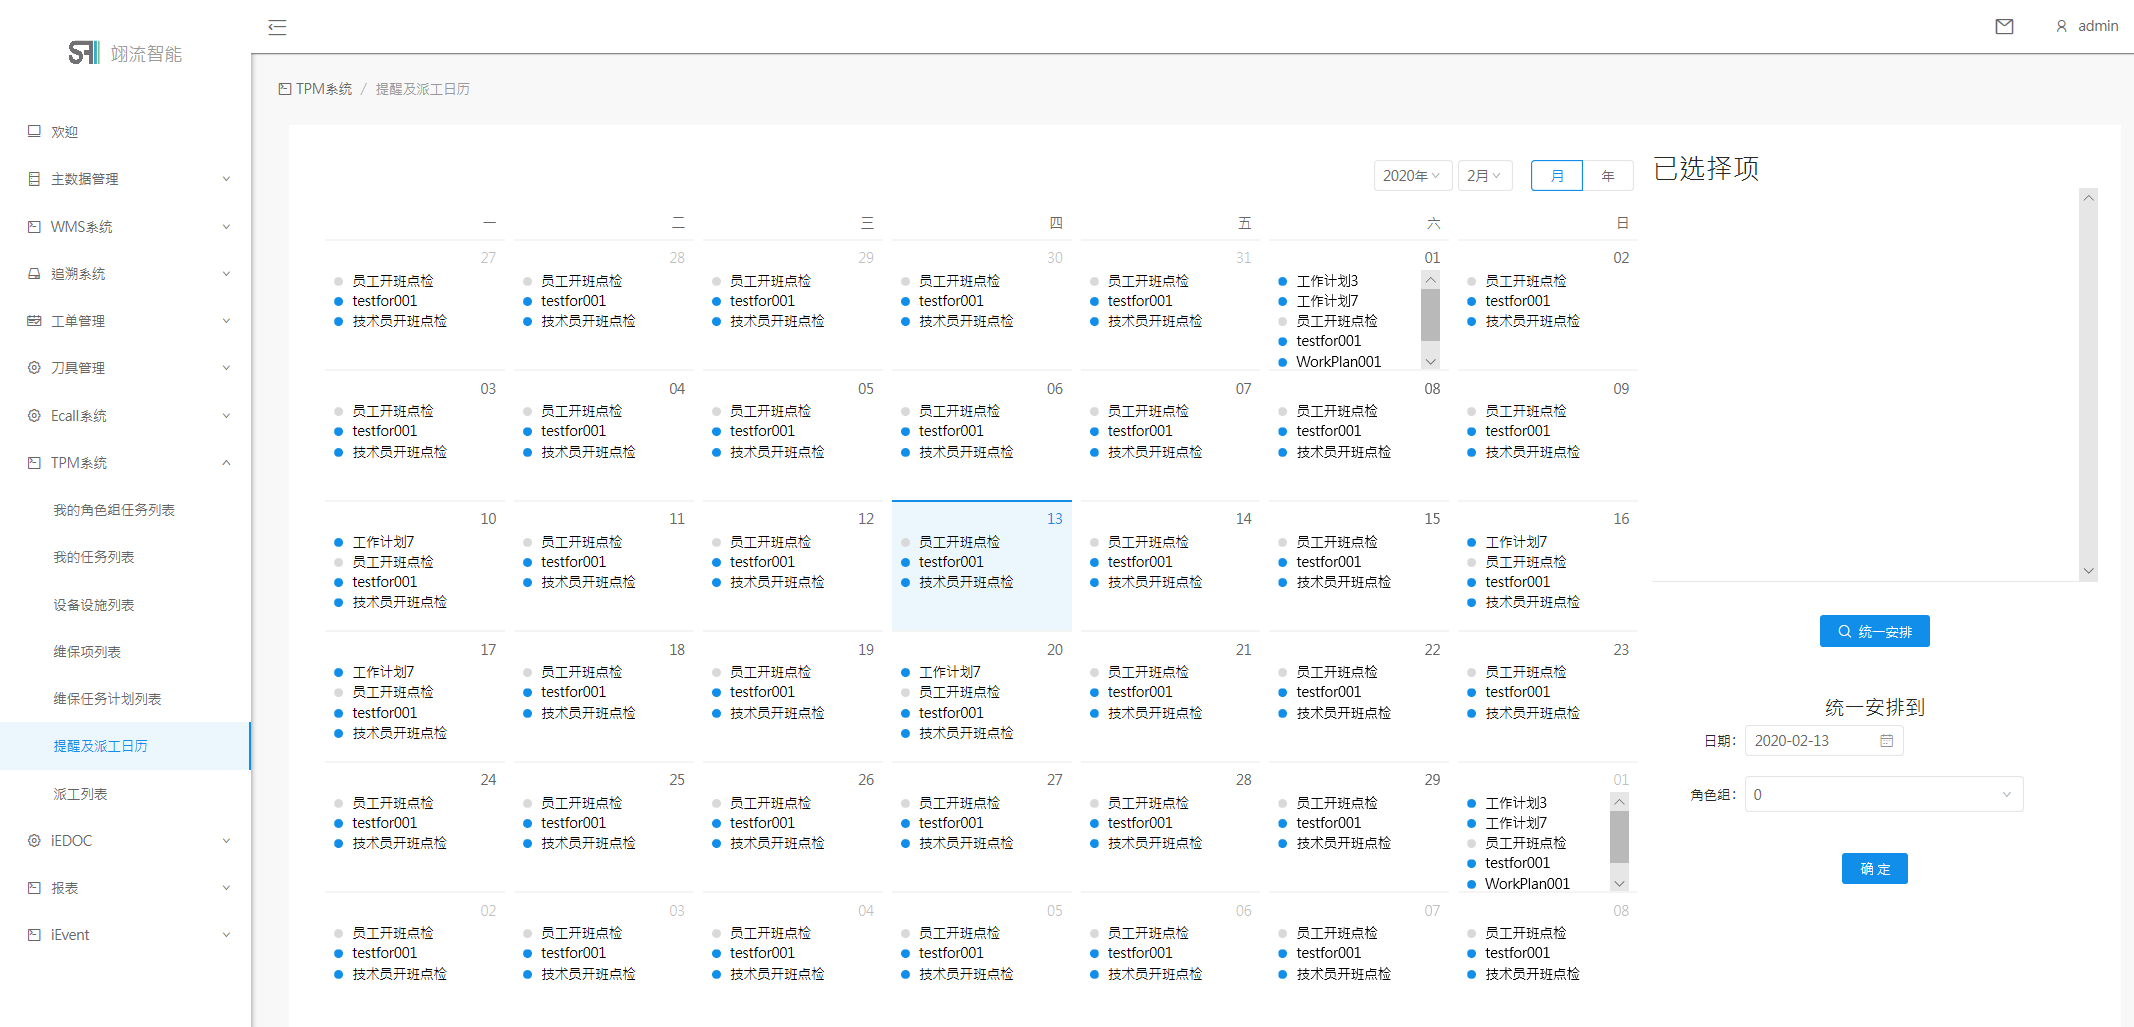 SFI 翊流智能
admin
TPM系统 / 提醒及派工日历
欢迎
主数据管理
WMS系统
追溯系统
工单管理
刀具管理
Ecall系统
TPM系统
我的角色组任务列表
我的任务列表
设备设施列表
维保项列表
维保任务计划列表
提醒及派工日历
派工列表
iEDOC
报表
iEvent
2020年 2月 月 年
一 二 三 四 五 六 日
27 28 29 30 31 01 02
员工开班点检 员工开班点检 员工开班点检 员工开班点检 员工开班点检 工作计划3 员工开班点检
testfor001 testfor001 testfor001 testfor001 testfor001 工作计划7 testfor001
技术员开班点检 技术员开班点检 技术员开班点检 技术员开班点检 技术员开班点检 员工开班点检 技术员开班点检
testfor001
WorkPlan001
03 04 05 06 07 08 09
员工开班点检 员工开班点检 员工开班点检 员工开班点检 员工开班点检 员工开班点检 员工开班点检
testfor001 testfor001 testfor001 testfor001 testfor001 testfor001 testfor001
技术员开班点检 技术员开班点检 技术员开班点检 技术员开班点检 技术员开班点检 技术员开班点检 技术员开班点检
10 11 12 13 14 15 16
工作计划7 员工开班点检 员工开班点检 员工开班点检 员工开班点检 员工开班点检 工作计划7
员工开班点检 testfor001 testfor001 testfor001 testfor001 testfor001 员工开班点检
testfor001 技术员开班点检 技术员开班点检 技术员开班点检 技术员开班点检 技术员开班点检 testfor001
技术员开班点检 技术员开班点检
17 18 19 20 21 22 23
工作计划7 员工开班点检 员工开班点检 工作计划7 员工开班点检 员工开班点检 员工开班点检
员工开班点检 testfor001 testfor001 员工开班点检 testfor001 testfor001 testfor001
testfor001 技术员开班点检 技术员开班点检 testfor001 技术员开班点检 技术员开班点检 技术员开班点检
技术员开班点检 技术员开班点检
24 25 26 27 28 29 01
员工开班点检 员工开班点检 员工开班点检 员工开班点检 员工开班点检 员工开班点检 工作计划3
testfor001 testfor001 testfor001 testfor001 testfor001 testfor001 工作计划7
技术员开班点检 技术员开班点检 技术员开班点检 技术员开班点检 技术员开班点检 技术员开班点检 员工开班点检
testfor001
WorkPlan001
02 03 04 05 06 07 08
员工开班点检 员工开班点检 员工开班点检 员工开班点检 员工开班点检 员工开班点检 员工开班点检
testfor001 testfor001 testfor001 testfor001 testfor001 testfor001 testfor001
技术员开班点检 技术员开班点检 技术员开班点检 技术员开班点检 技术员开班点检 技术员开班点检 技术员开班点检
已选择项
统一安排
统一安排到
日期: 2020-02-13
角色组: 0
确 定